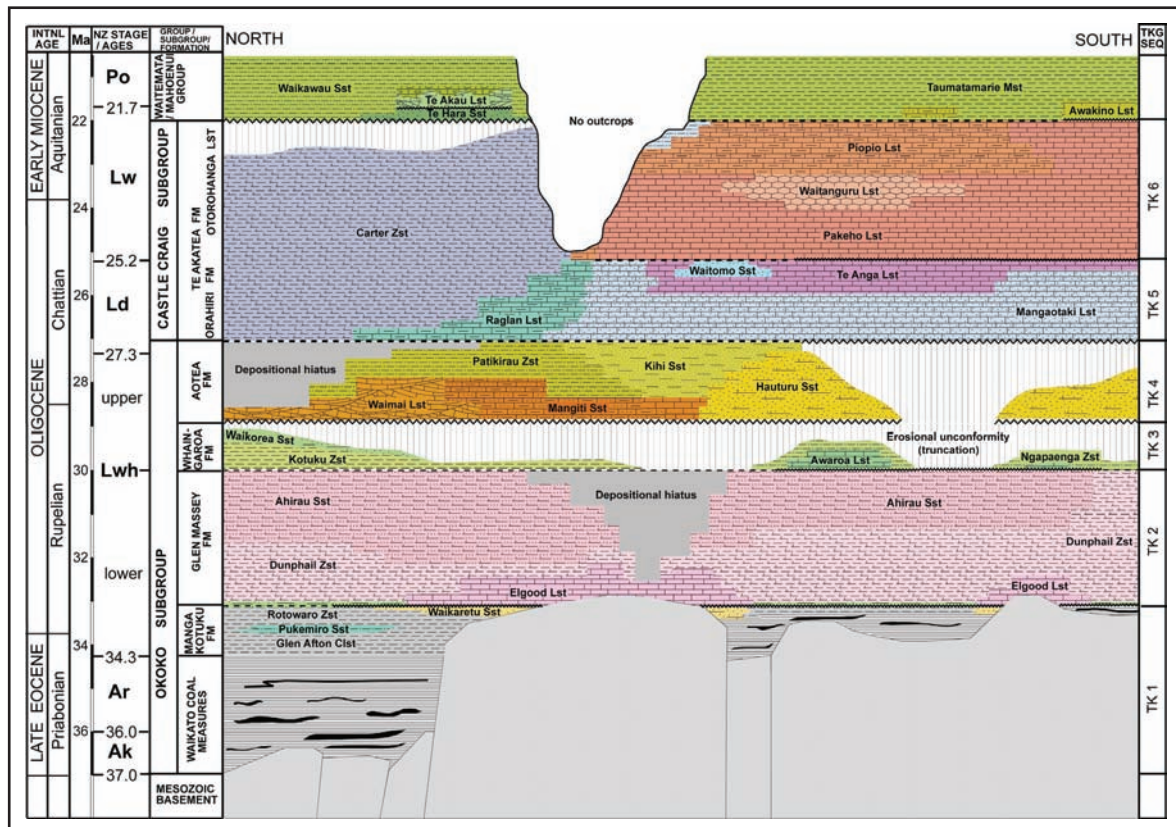 INTNL
AGE
Ma
NZ STAGE
/ AGES
GROUP /
SUBGROUP/
FORMATION
NORTH
SOUTH
TKG
SEQ
EARLY MIOCENE
Aquitanian
OLIGOCENE
Chattian
Rupelian
LATE EOCENE
Priabonian
22
24
26
28
30
32
34
36
Po
21.7
Lw
25.2
Ld
27.3
upper
Lwh
lower
34.3
Ar
36.0
Ak
37.0
WAITEMATA
/ MAHOENUI
GROUP
CASTLE CRAIG SUBGROUP
TE AKATEA FM
ORAHIRI FM OTOROHANGA LST
AOTEA
FM
WHAIN-
GAROA
FM
GLEN MASSEY
FM
OKOKO SUBGROUP
MANGA
KOTUKU
FM
WAIKATO COAL
MEASURES
MESOZOIC
BASEMENT
Waikawau Sst
Te Akau Lst
Te Hara Sst
No outcrops
Taumatamarie Mst
Awakino Lst
Piopio Lst
Waitanguru Lst
Pakeho Lst
Carter Zst
Waitomo Sst
Te Anga Lst
Raglan Lst
Mangaotaki Lst
Depositional hiatus
Patikirau Zst
Kihi Sst
Hauturu Sst
Waimai Lst
Mangiti Sst
Waikorea Sst
Kotuku Zst
Awaroa Lst
Erosional unconformity
(truncation)
Ngapaenga Zst
Ahirau Sst
Depositional hiatus
Ahirau Sst
Dunphail Zst
Dunphail Zst
Elgood Lst
Elgood Lst
Rotowaro Zst
Waikaretu Sst
Pukemiro Sst
Glen Afton Clst
TK 6
TK 5
TK 4
TK 3
TK 2
TK 1